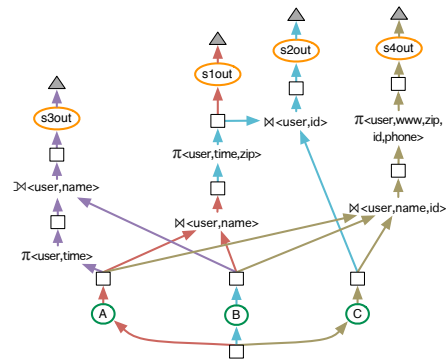 s1out
s2out
s4out
s3out
⋈<user,id>
π<user,www,zip,
id,phone>
π<user,time,zip>
⟕<user,name>
⋈<user,name>
⋈<user,name,id>
π<user,time>
A
B
C